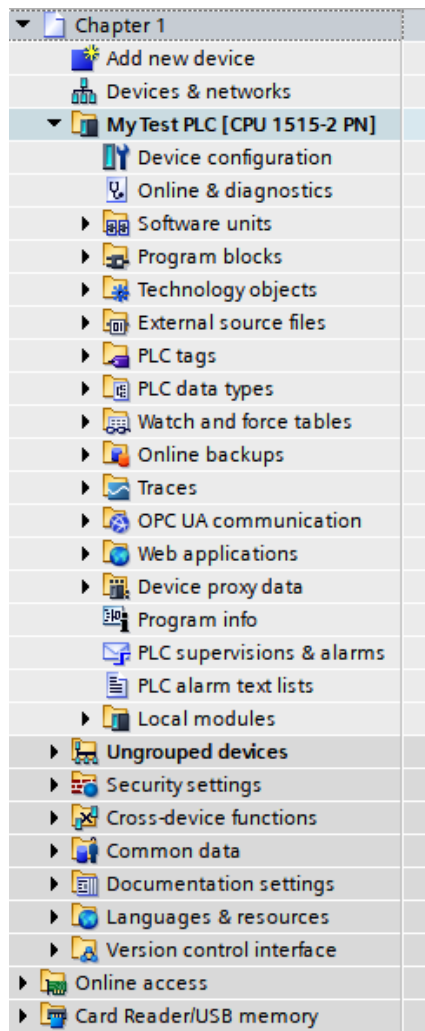 Chapter 1
Add new device
Devices & networks
My Test PLC [CPU 1515-2 PN]
Device configuration
Online & diagnostics
Software units
Program blocks
Technology objects
External source files
PLC tags
PLC data types
Watch and force tables
Online backups
Traces
OPC UA communication
Web applications
Device proxy data
Program info
PLC supervisions & alarms
PLC alarm text lists
Local modules
Ungrouped devices
Security settings
Cross-device functions
Common data
Documentation settings
Languages & resources
Version control interface
Online access
Card Reader/USB memory